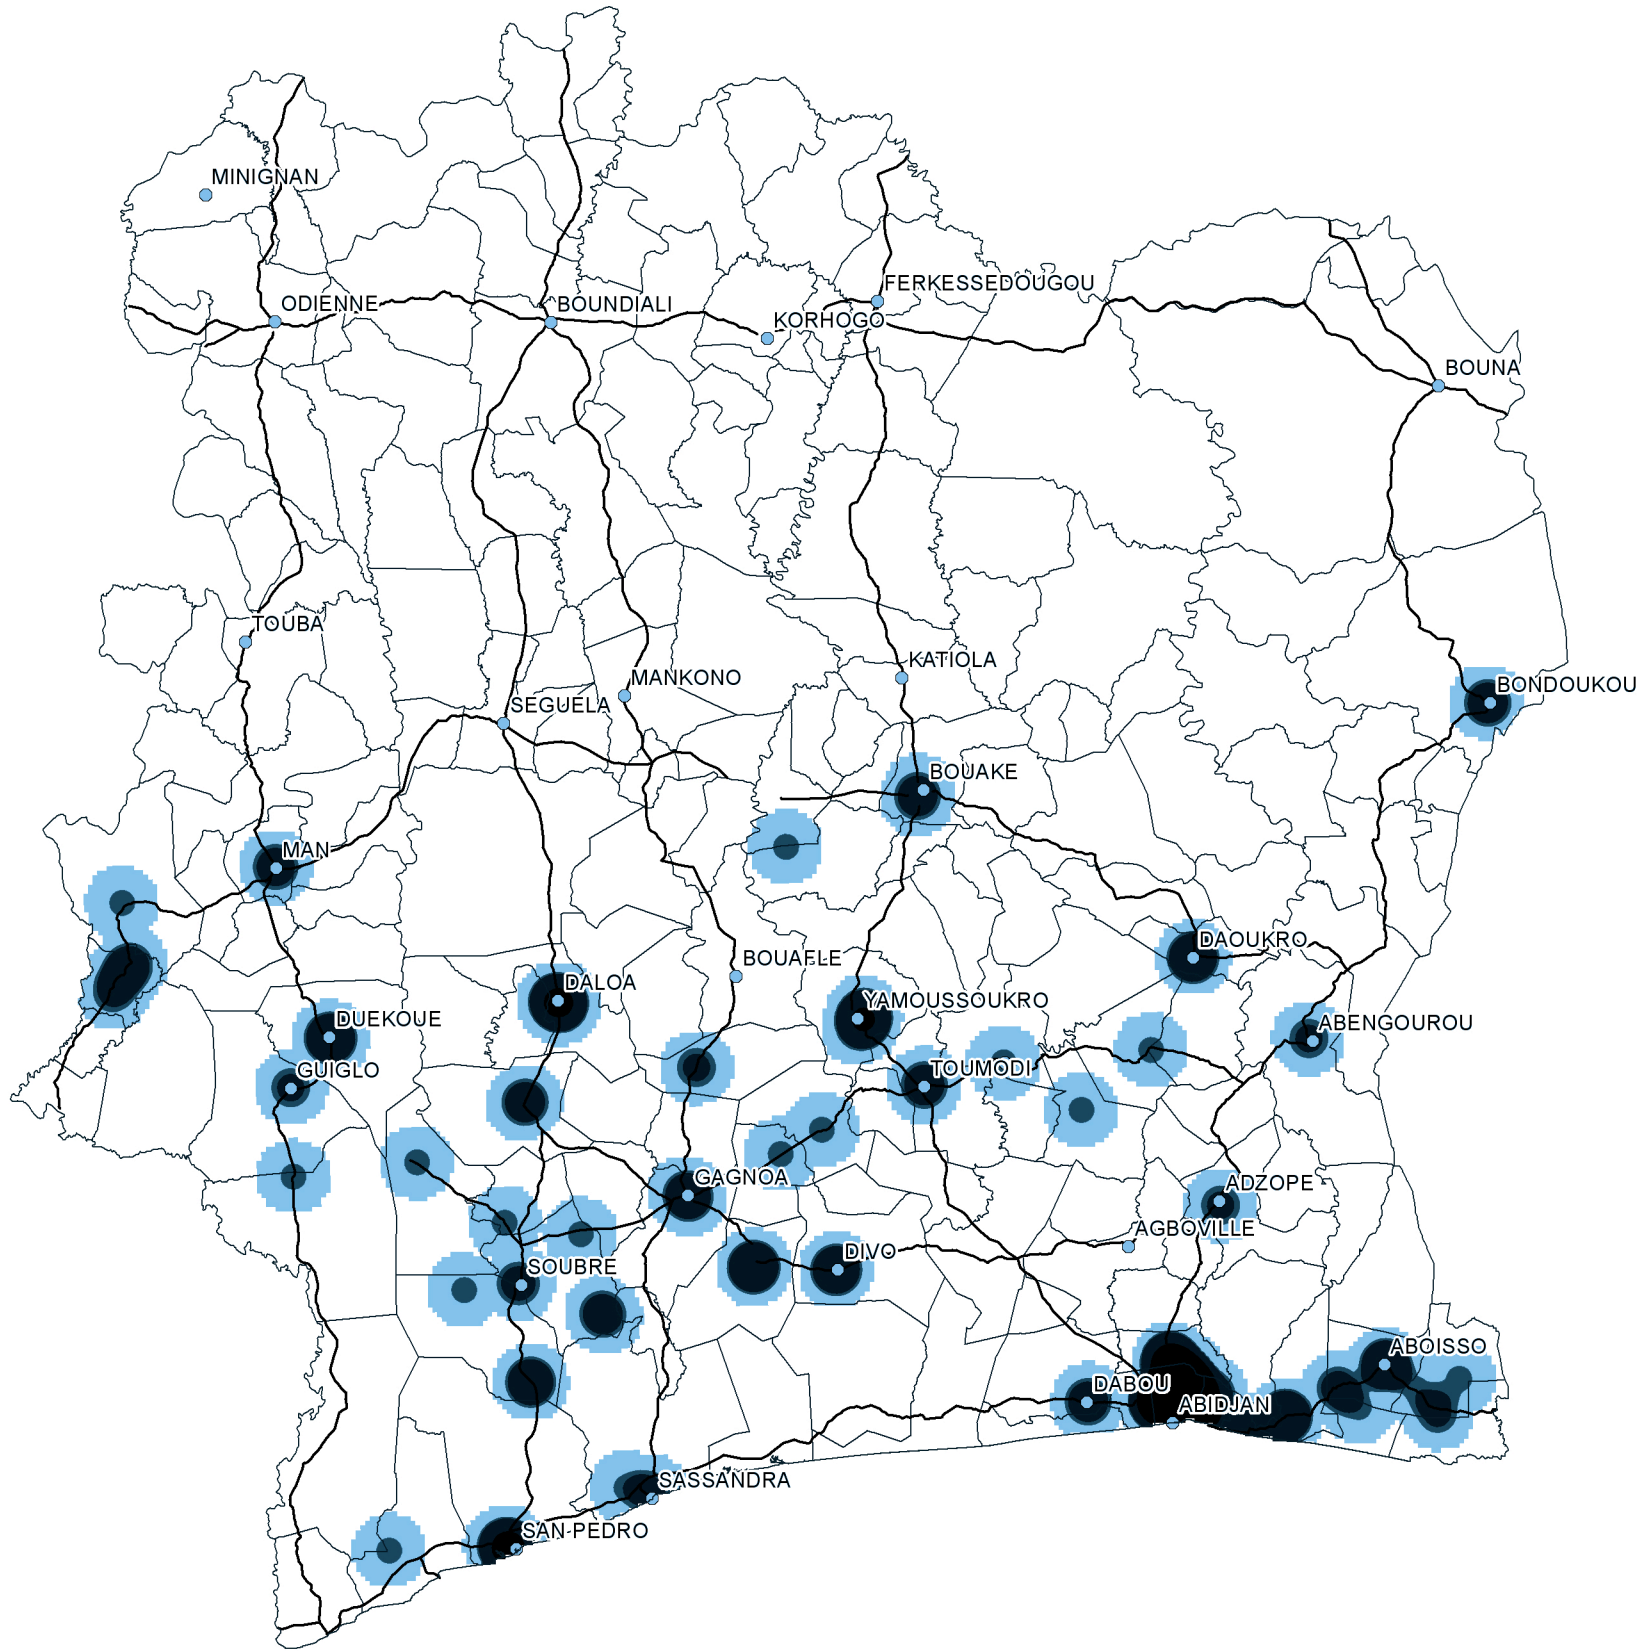 MINIGNAN
FERKESSEDOUGOU
ODIENNE
BOUNDIALI
KORHOGO
BOUNA
TOUBA
KATIOLA
MANKONO
BONDOUKOU
SEGUELA
BOUAKE
MAN
DAOUKRO
BOUAFLE
DALOA
YAMOUSSOUKRO
DUEKOUE
ABENGOUROU
GUIGLO
TOUMODI
GAGNOA
ADZOPE
AGBOVILLE
DIVO
SOUBRE
ABOISSO
DABOU
ABIDJAN
SASSANDRA
SAN-PEDRO